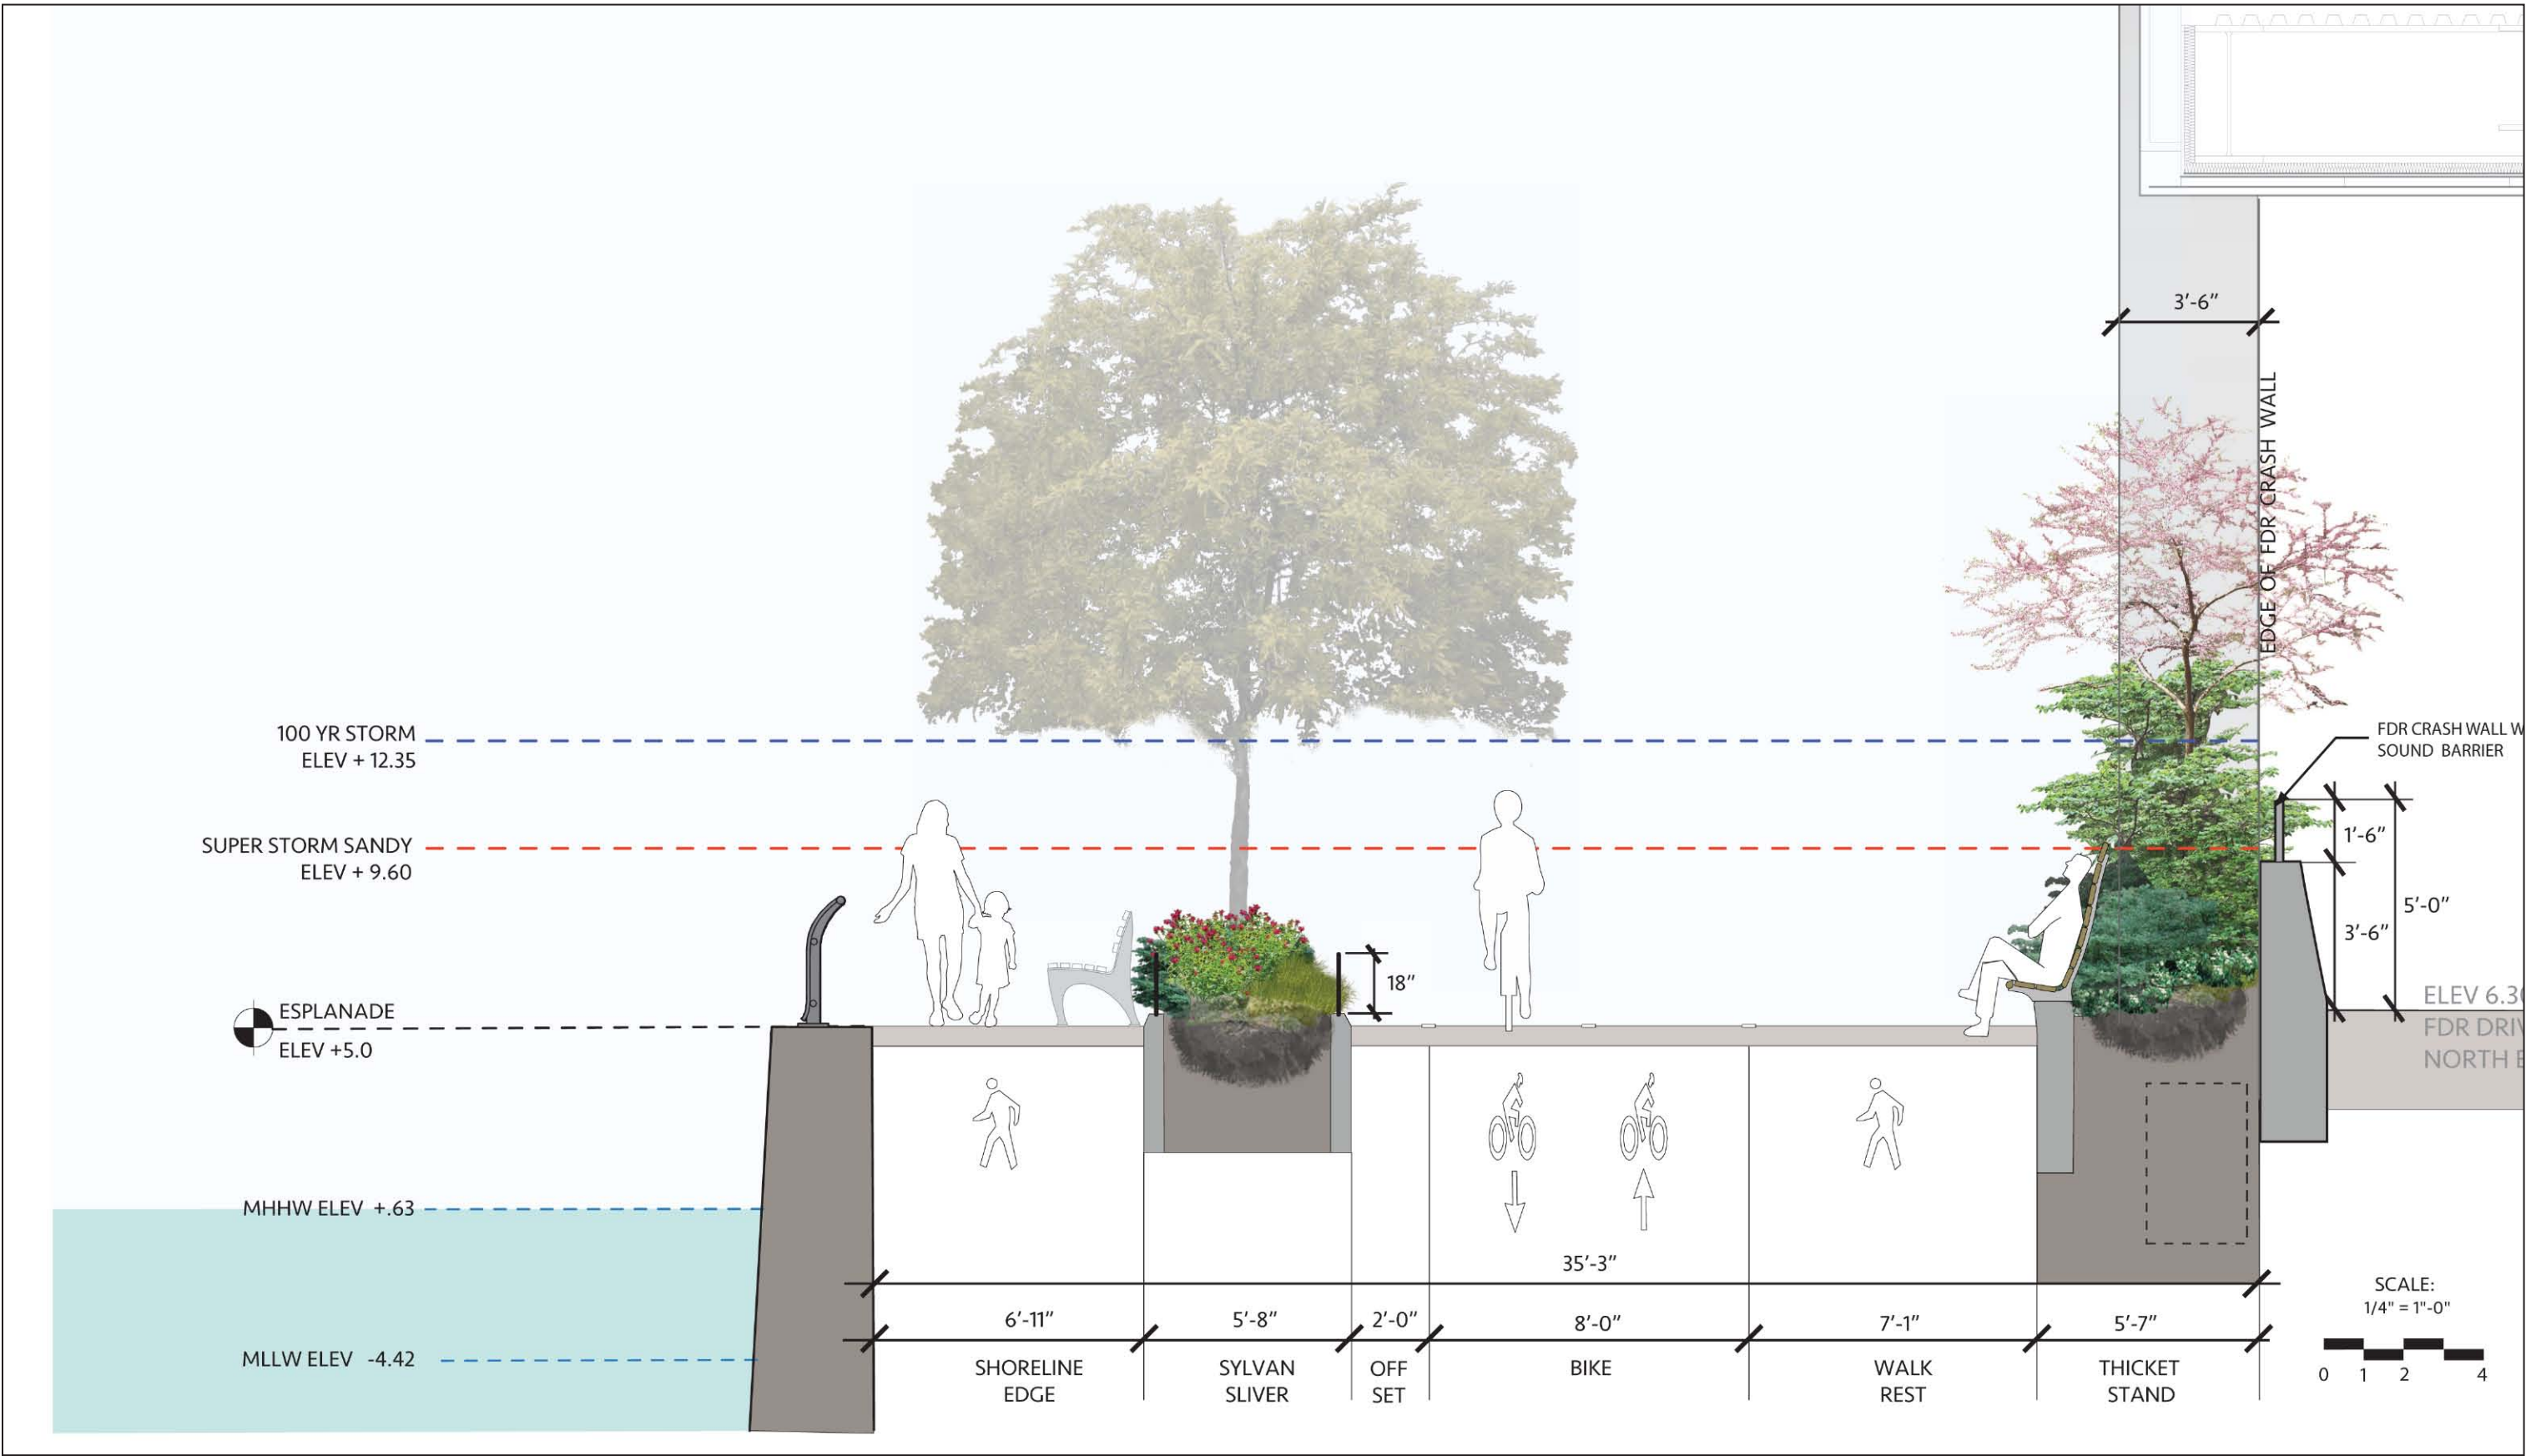 3’-6”
EDGE OF FDR CRASH WALL
100 YR STORM
ELEV + 12.35
FDR CRASH WALL W
SOUND BARRIER
SUPER STORM SANDY
ELEV + 9.60
1’-6”
5’-0”
3’-6”
18”
ESPLANADE
ELEV +5.0
ELEV 6.3
FDR DRI
NORTH
MHHW ELEV +.63
MLLW ELEV -4.42
35’-3”
6’-11”
5’-8”
2’-0”
8’-0”
7’-1”
5’-7”
SHORELINE
EDGE
SYLVAN
SLIVER
OFF
SET
BIKE
WALK
REST
THICKET
STAND
SCALE:
1/4" = 1"-0"
0 1 2 4